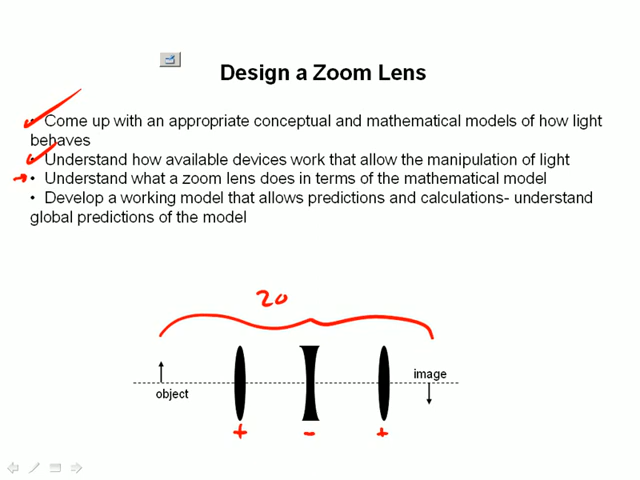 Design a Zoom Lens
• Come up with an appropriate conceptual and mathematical models of how light
behaves
• Understand how available devices work that allow the manipulation of light
• Understand what a zoom lens does in terms of the mathematical model
• Develop a working model that allows predictions and calculations- understand
global predictions of the model
20
image
object
+ - +